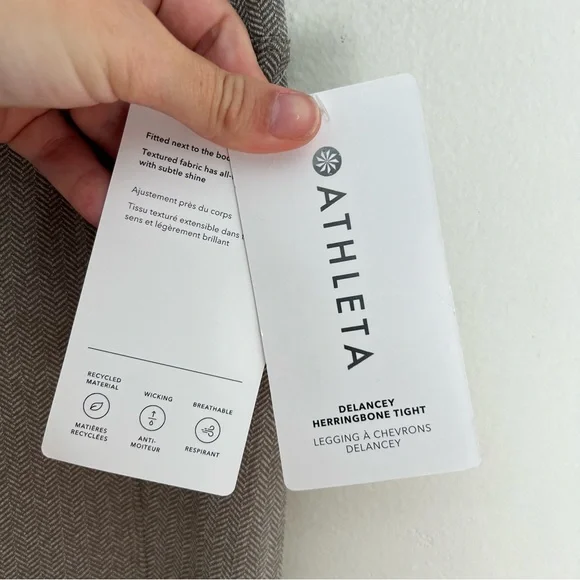 Fitted next to the
Textured fabric has
with subtle shine
Ajustement près du corps
Tissu texturé extensible dans
sens et légèrement brillant
RECYCLED
MATERIAL
MATIÈRES
RECYCLÉES
WICKING
ANTI-
MOITEUR
BREATHABLE
RESPIRANT
ATHLETA
DELANCEY
HERRINGBONE TIGHT
LEGGING À CHEVRONS
DELANCEY